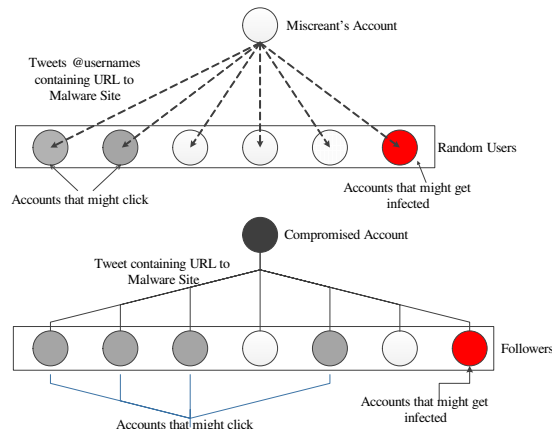 Miscreant's Account
Tweets @usernames
containing URL to
Malware Site
Random Users
Accounts that might click
Accounts that might get
infected
Compromised Account
Tweet containing URL to
Malware Site
Followers
Accounts that might get
infected
Accounts that might click